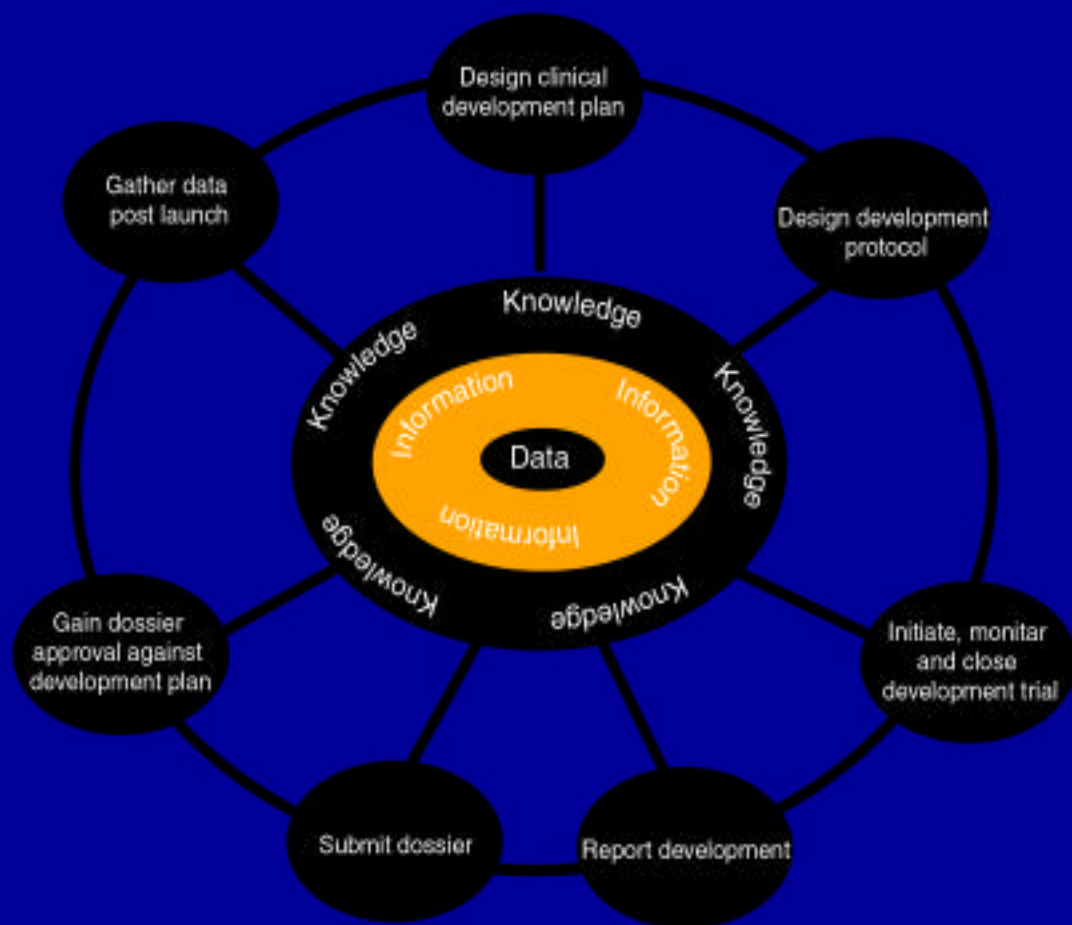 Design clinical
development plan
Gather data
post launch
Design development
protocol
Knowledge
Knowledge
Knowledge
Information
Information
Data
Information
Knowledge
Knowledge
Gain dossier
approval against
development plan
Initiate, monitar
and close
development trial
Submit dossier
Report development